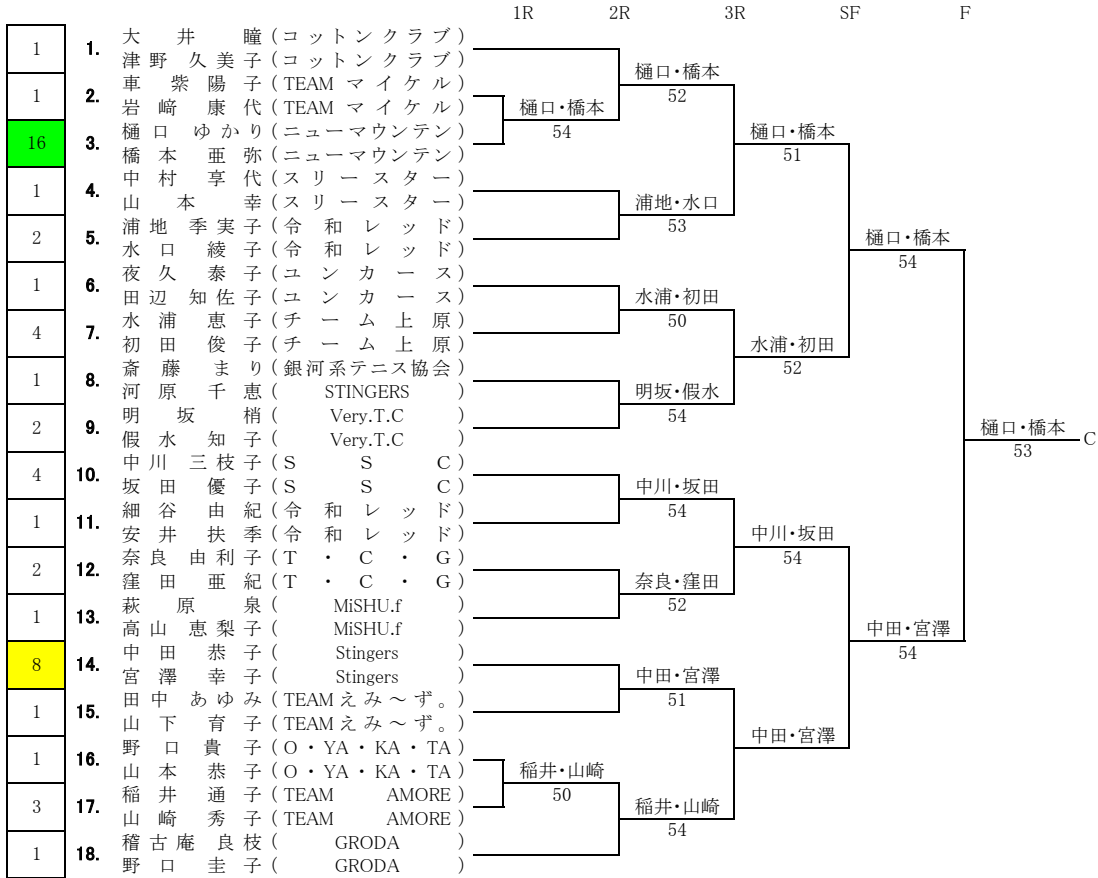 1R 2R 3R SF F
1 1. 大井 瞳(コットンクラブ)
津野 久美子(コットンクラブ)
1 2. 車 紫陽子(TEAM マイケル)
岩﨑 康代(TEAM マイケル)
16 3. 樋口 ゆかり(ニューマウンテン)
橋本 亜弥(ニューマウンテン)
1 4. 中村 享代(スリースター)
山本 幸(スリースター)
2 5. 浦地 季実子(令和レッド)
水口 綾子(令和レッド)
1 6. 夜久 泰子(ユンカース)
田辺 知佐子(ユンカース)
4 7. 水浦 恵子(チーム上原)
初田 俊子(チーム上原)
1 8. 斎藤 まり(銀河系テニス協会)
河原 千恵(STINGERS)
2 9. 明坂 梢(Very.T.C)
假水 知子(Very.T.C)
4 10. 中川 三枝子(S S C)
坂田 優子(S S C)
1 11. 細谷 由紀(令和レッド)
安井 扶季(令和レッド)
2 12. 奈良 由利子(T・C・G)
窪田 亜紀(T・C・G)
1 13. 萩原 泉(MiSHU.f)
高山 恵梨子(MiSHU.f)
8 14. 中田 恭子(Stingers)
宮澤 幸子(Stingers)
1 15. 田中 あゆみ(TEAMえみ~ず。)
山下 育子(TEAMえみ~ず。)
1 16. 野口 貴子(O・YA・KA・TA)
山本 恭子(O・YA・KA・TA)
3 17. 稲井 通子(TEAM AMORE)
山崎 秀子(TEAM AMORE)
1 18. 稽古庵 良枝(GRODA)
野口 圭子(GRODA)
樋口・橋本
54
稲井・山崎
50
樋口・橋本
52
浦地・水口
53
水浦・初田
50
明坂・假水
54
中川・坂田
54
奈良・窪田
52
中田・宮澤
51
稲井・山崎
54
樋口・橋本
51
水浦・初田
52
中川・坂田
54
中田・宮澤
樋口・橋本
54
中田・宮澤
54
樋口・橋本
53
C